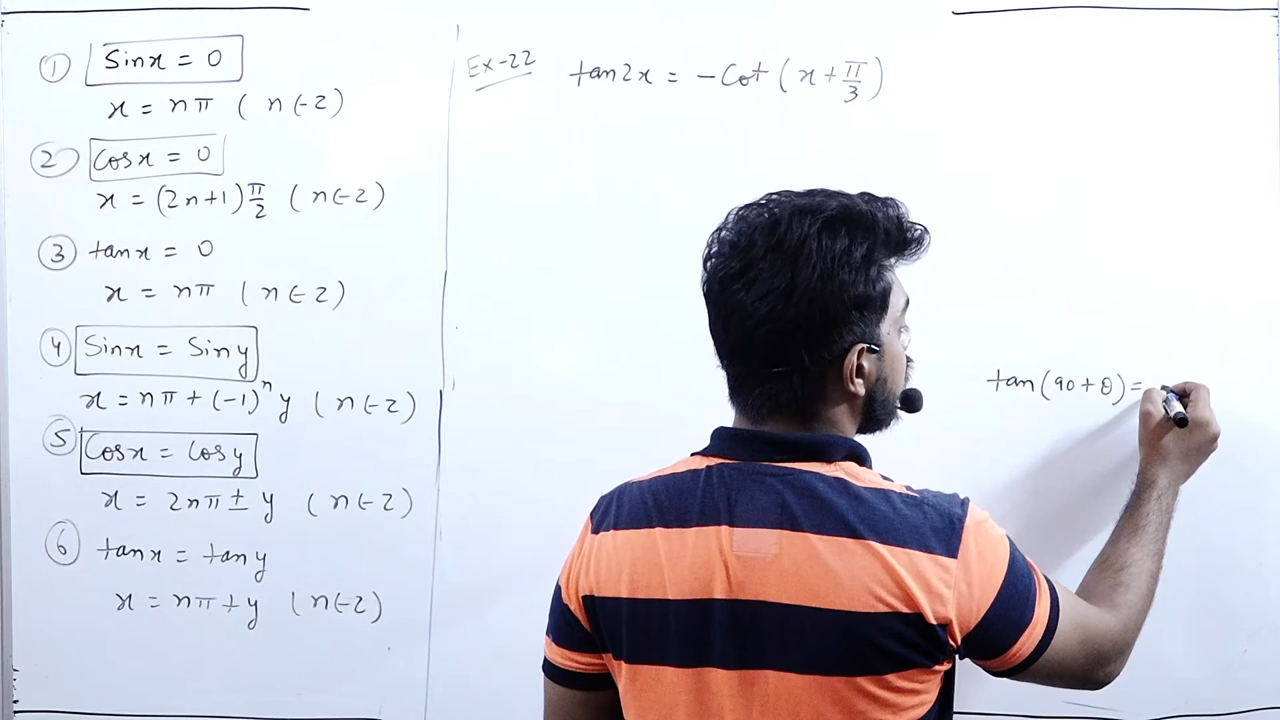 ① Sinx = 0
x = nπ ( n∈Z)
② Cosx = 0
x = (2n+1)π/2 ( n∈Z)
③ tanx = 0
x = nπ ( n∈Z)
④ Sinx = Siny
x = nπ + (-1)ⁿ y ( n∈Z)
⑤ Cosx = Cosy
x = 2nπ ± y ( n∈Z)
⑥ tanx = tany
x = nπ + y ( n∈Z)
Ex-22 tan2x = -Cot (x+π/3)
tan(90+θ) =